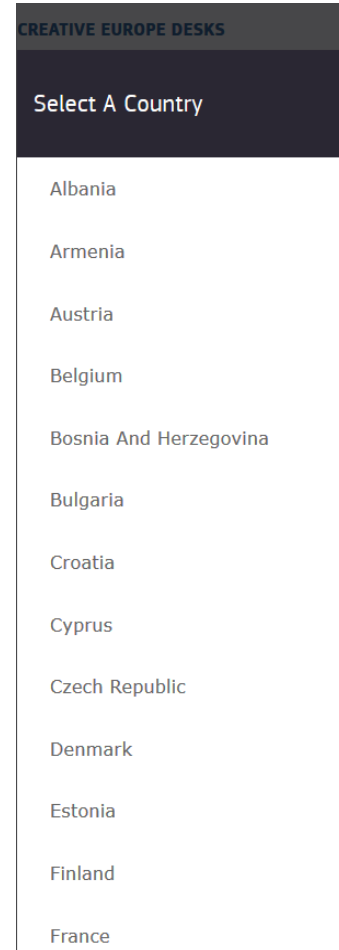 CREATIVE EUROPE DESKS
Select A Country
Albania
Armenia
Austria
Belgium
Bosnia And Herzegovina
Bulgaria
Croatia
Cyprus
Czech Republic
Denmark
Estonia
Finland
France